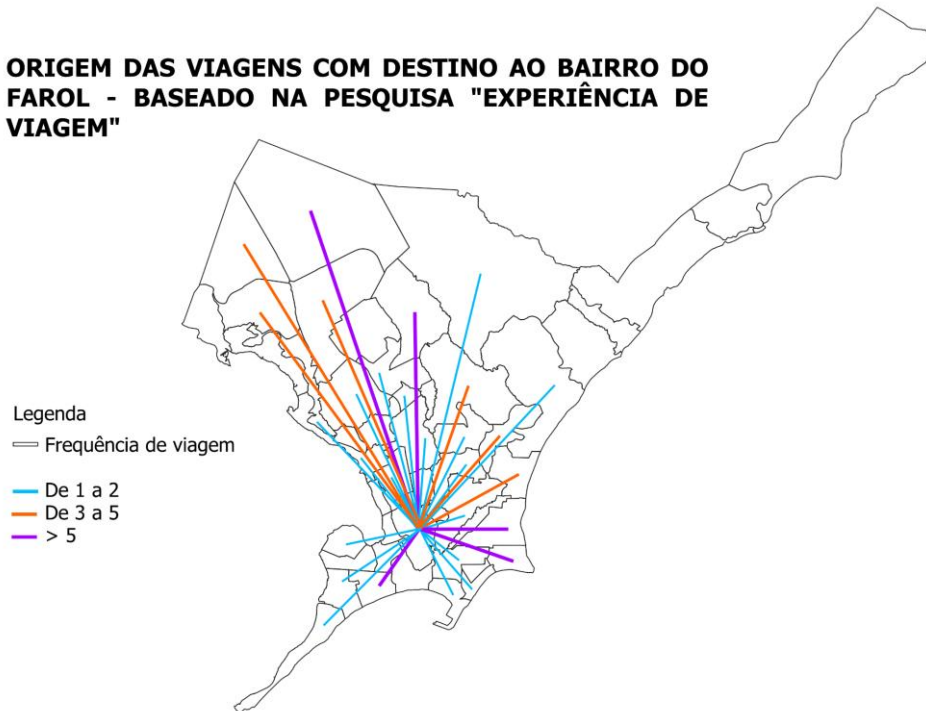 ORIGEM DAS VIAGENS COM DESTINO AO BAIRRO DO
FAROL - BASEADO NA PESQUISA "EXPERIÊNCIA DE
VIAGEM"
Legenda
Frequência de viagem
De 1 a 2
De 3 a 5
> 5